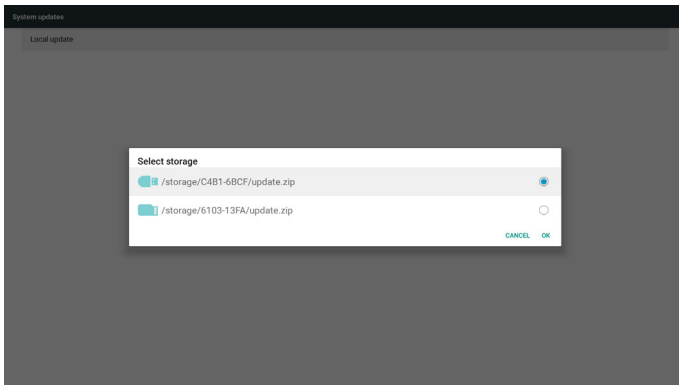 System updates
Local update
Select storage
/storage/C4B1-6BCF/update.zip
/storage/6103-13FA/update.zip
CANCEL OK